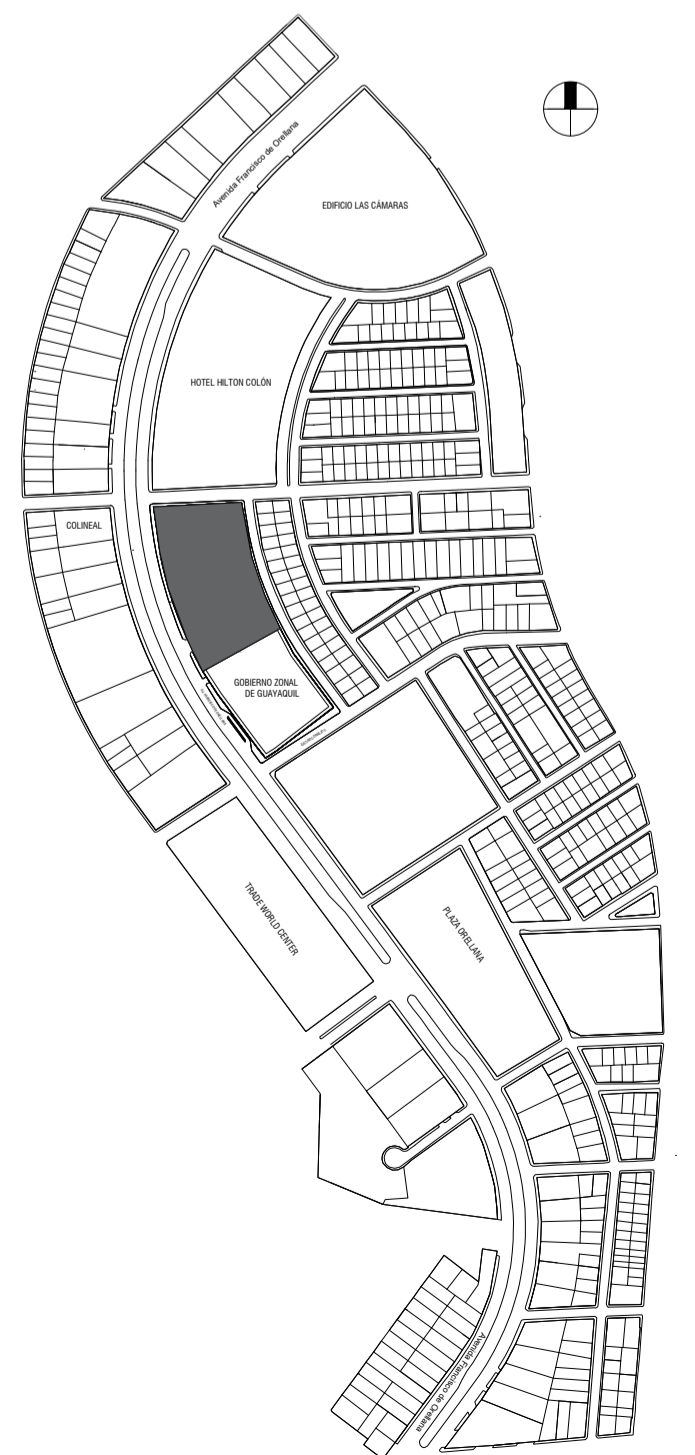 Avenida Francisco de Orellana
EDIFICIO LAS CÁMARAS
HOTEL HILTON COLÓN
COLINEAL
GOBIERNO ZONAL
DE GUAYAQUIL
TRADE WORLD CENTER
PLAZA ORELLANA
Avenida Francisco de Orellana